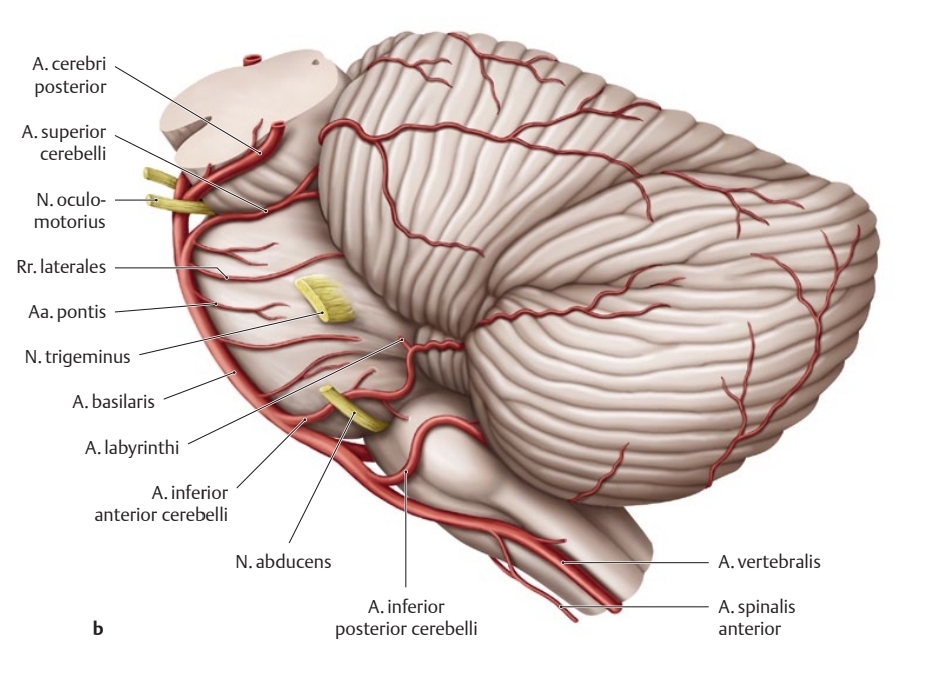 A. cerebri
posterior
A. superior
cerebelli
N. oculo-
motorius
Rr. laterales
Aa. pontis
N. trigeminus
A. basilaris
A. labyrinthi
A. inferior
anterior cerebelli
N. abducens
A. inferior
posterior cerebelli
A. vertebralis
A. spinalis
anterior
b